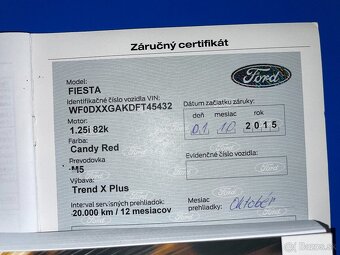 Záručný certifikát
Model:
FIESTA
Identifikačné číslo vozidla VIN:
WF0DXXGAKDFT45432
Motor:
1.25i 82k
Farba:
Candy Red
Prevodovka
M5
Výbava:
Trend X Plus
Interval servisných prehliadok:
20.000 km / 12 mesiacov
Ford
Dátum začiatku záruky:
deň mesiac rok
01 10 2015
Evidenčné číslo vozidla:
Mesiac
prehliadky: Október